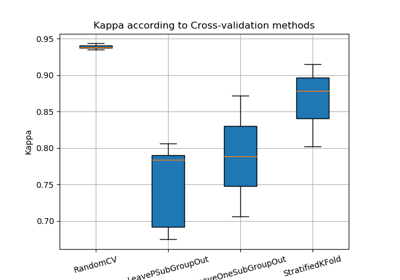 Kappa according to Cross-validation methods
0.95
0.90
0.85
0.80
0.75
0.70
Kappa
RandomCV
LeavePSubGroupOut
eaveOneSubGroupOut
StratifiedKFold